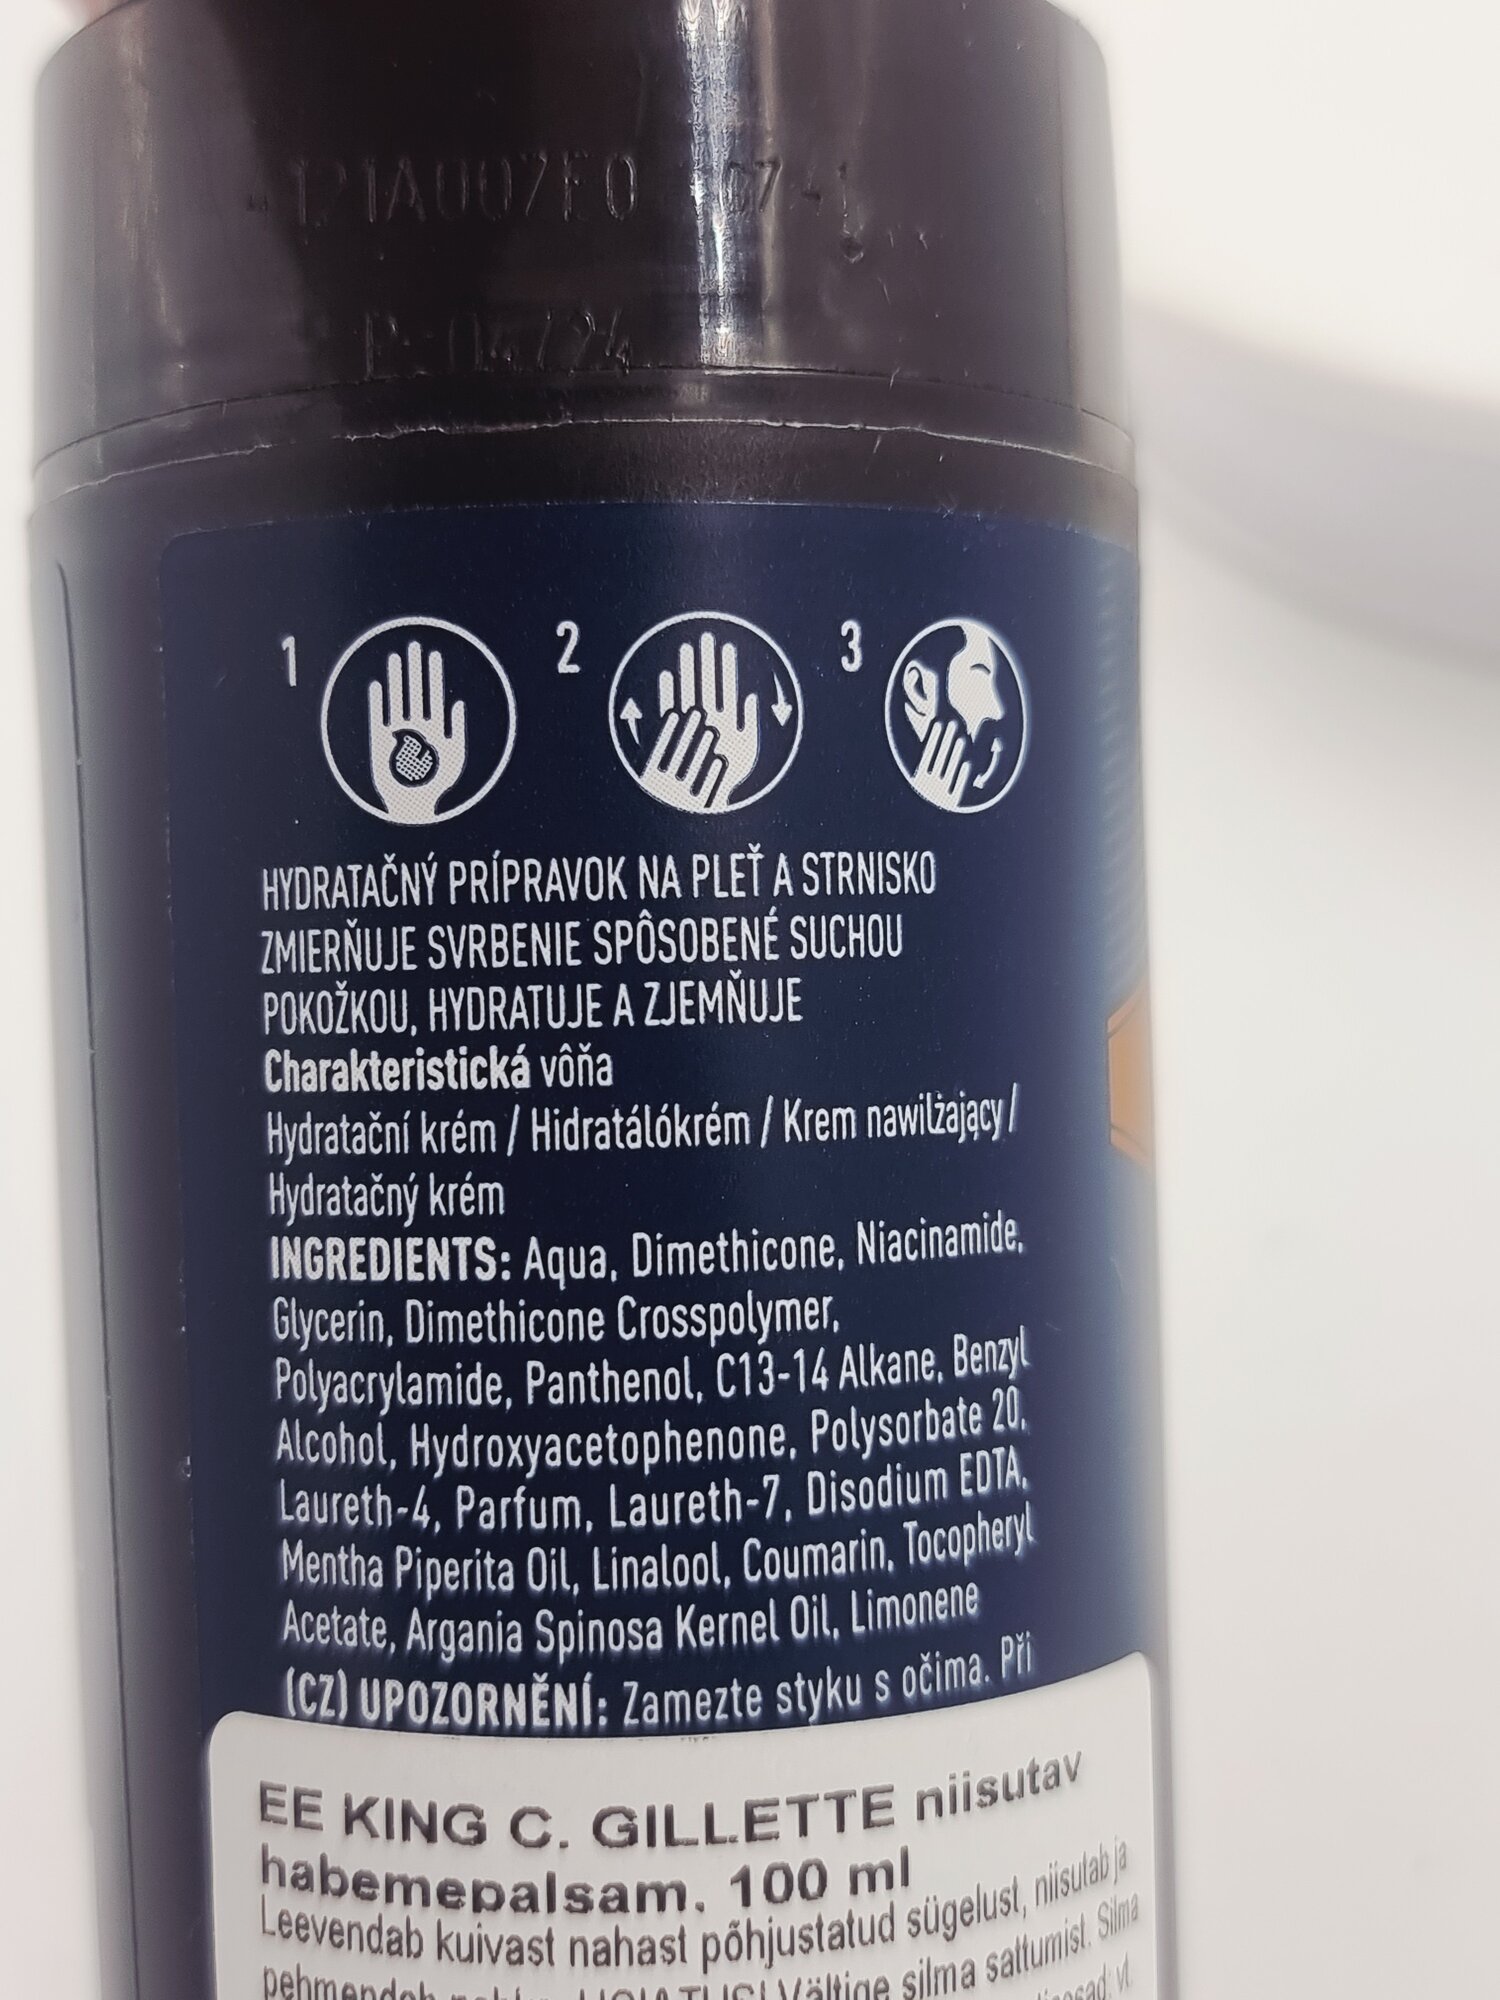 1 2 3
HYDRATAČNÝ PRÍPRAVOK NA PLEŤ A STRNISKO
ZMIERŇUJE SVRBENIE SPÔSOBENÉ SUCHOU
POKOŽKOU, HYDRATUJE A ZJEMŇUJE
Charakteristická vôňa
Hydratační krém / Hidratálókrém / Krem nawilżający /
Hydratačný krém
INGREDIENTS: Aqua, Dimethicone, Niacinamide,
Glycerin, Dimethicone Crosspolymer,
Polyacrylamide, Panthenol, C13-14 Alkane, Benzyl
Alcohol, Hydroxyacetophenone, Polysorbate 20,
Laureth-4, Parfum, Laureth-7, Disodium EDTA,
Mentha Piperita Oil, Linalool, Coumarin, Tocopheryl
Acetate, Argania Spinosa Kernel Oil, Limonene
(CZ) UPOZORNĚNÍ: Zamezte styku s očima. Při
EE KING C. GILLETTE niisutav
habemepalsam. 100 ml
Leevendab kuivast nahast põhjustatud sügelust, niisutab ja
Vältige silma sattumist. Silma